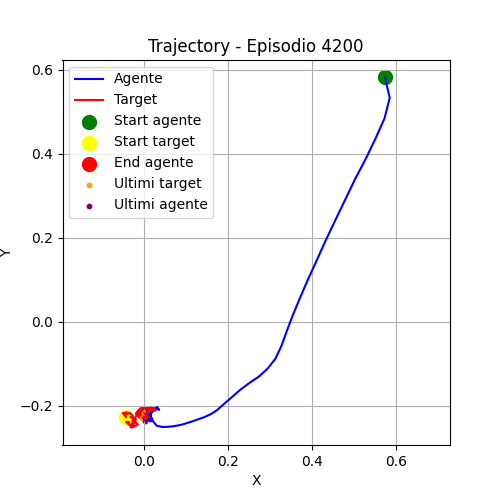 Trajectory - Episodio 4200
Agente
Target
Start agente
Start target
End agente
Ultimi target
Ultimi agente
0.6
0.4
0.2
0.0
−0.2
Y
0.0
0.2
0.4
0.6
X